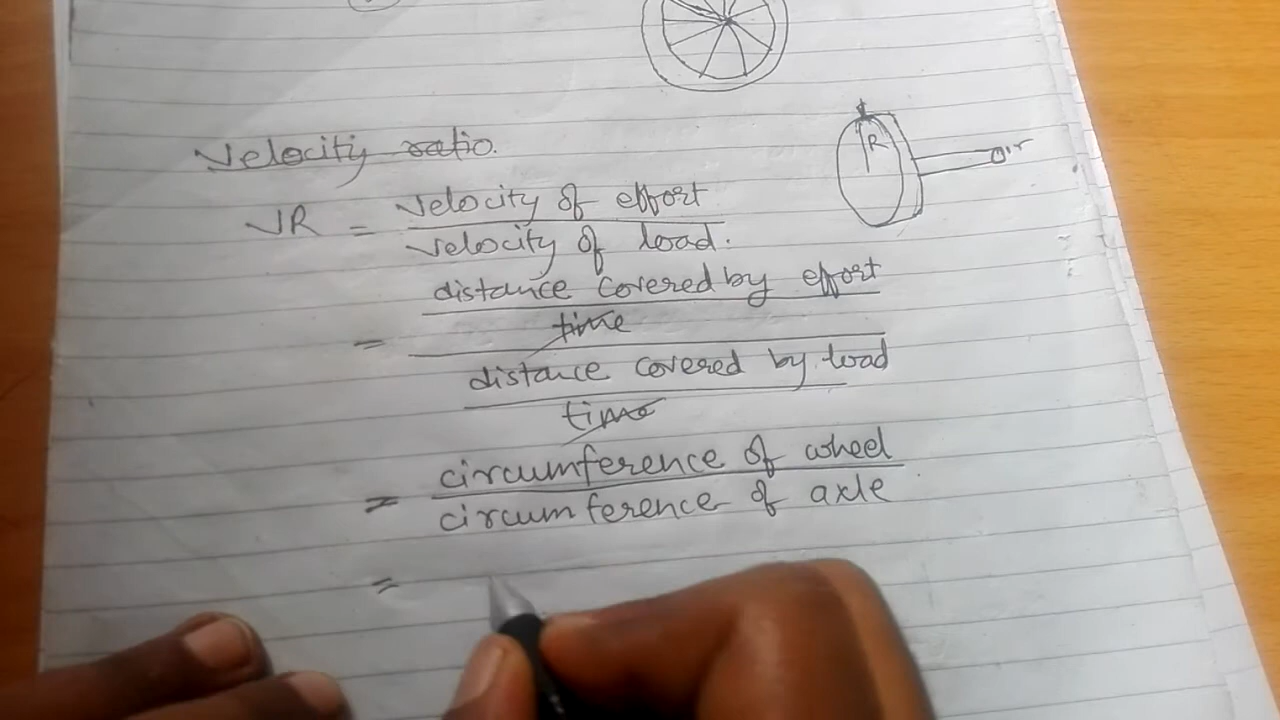 Velocity ratio.
R
r
VR = velocity of effort
velocity of load.
distance covered by effort
time
=
distance covered by load
time
= circumference of wheel
circumference of axle
=